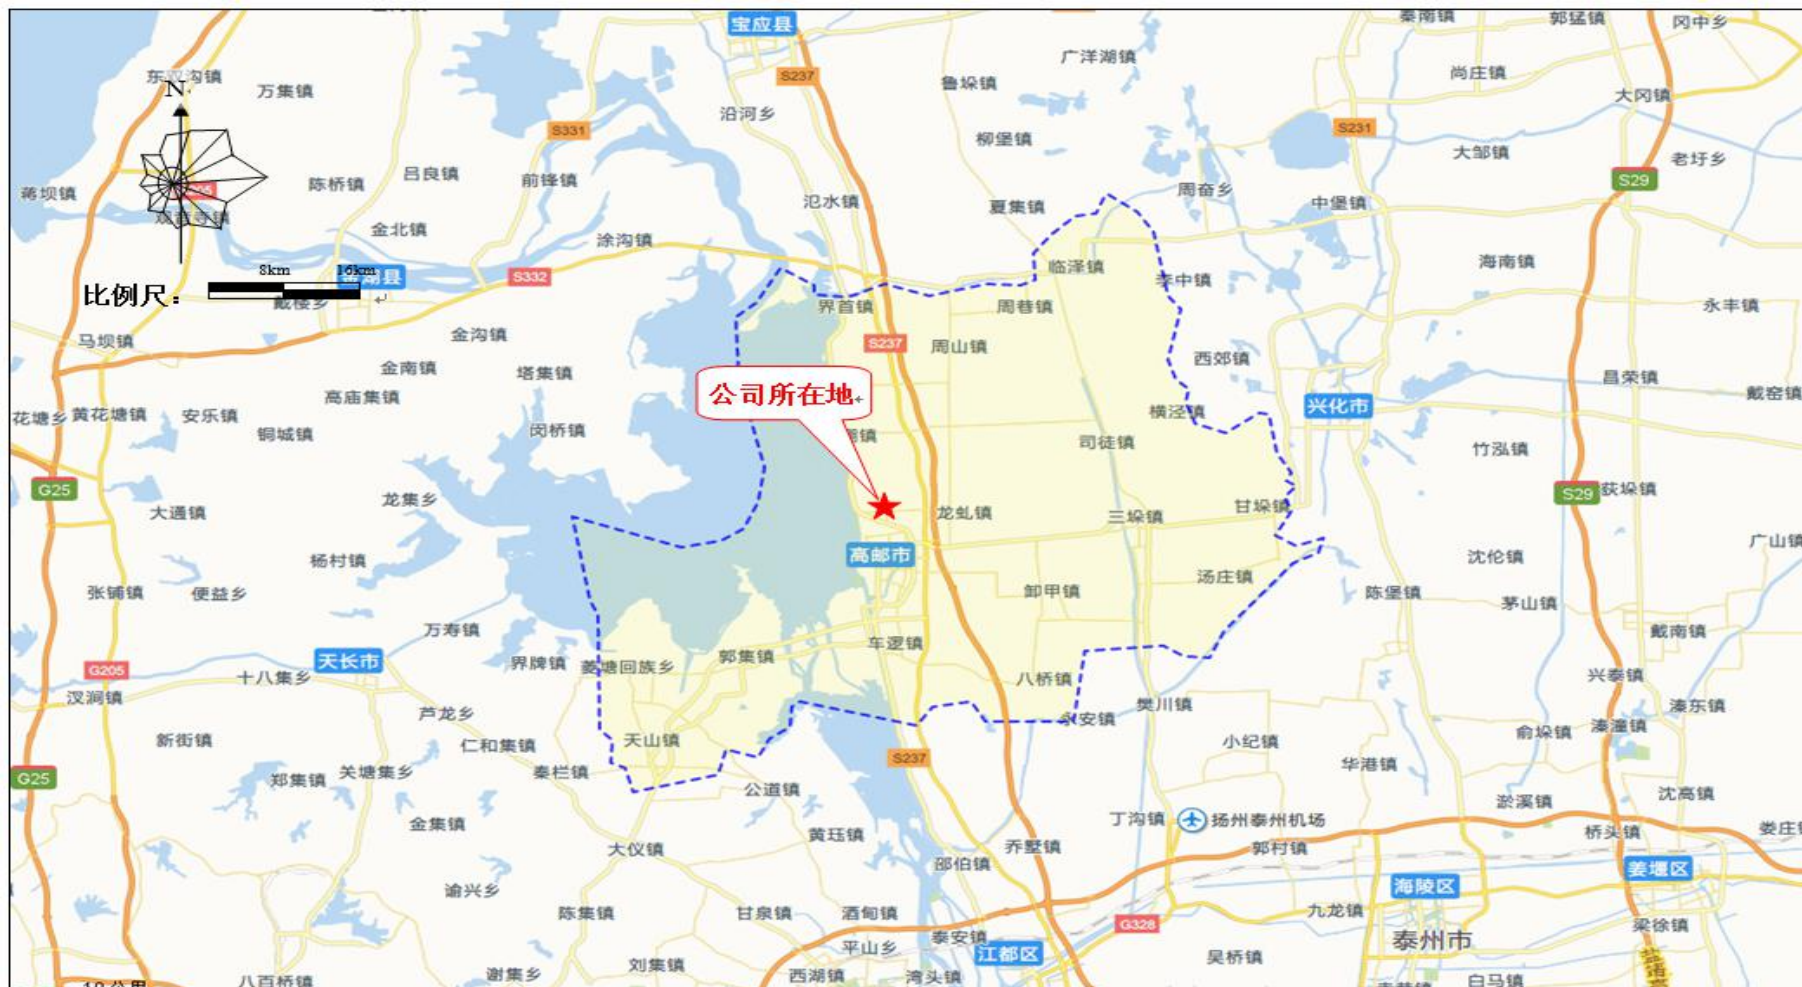 宝应县
秦南镇
郭猛镇
冈中乡
东双沟镇
万集镇
S237
广洋湖镇
鲁垛镇
尚庄镇
大冈镇
N
沿河乡
S331
柳堡镇
S231
大邹镇
老圩乡
蒋坝镇
陈桥镇
吕良镇
前锋镇
氾水镇
夏集镇
周奋乡
中堡镇
S29
观音寺镇
金北镇
涂沟镇
临泽镇
李中镇
海南镇
8km
16km
S332
比例尺：
戴楼乡
界首镇
周巷镇
永丰镇
马坝镇
金沟镇
S237
周山镇
西郊镇
金南镇
塔集镇
昌荣镇
戴窑镇
公司所在地
高庙集镇
花塘乡
黄花塘镇
安乐镇
铜城镇
闵桥镇
横泾镇
兴化市
司徒镇
竹泓镇
G25
龙集乡
大通镇
龙虬镇
三垛镇
甘垛镇
S29
荻垛镇
高邮市
杨村镇
沈伦镇
广山镇
张铺镇
便益乡
卸甲镇
汤庄镇
陈堡镇
茅山镇
万寿镇
车逻镇
戴南镇
G205
天长市
十八集乡
界牌镇
菱塘回族乡
郭集镇
八桥镇
兴泰镇
汊涧镇
芦龙乡
永安镇
樊川镇
溱东镇
新街镇
仁和集镇
天山镇
小纪镇
俞垛镇
溱潼镇
G25
郑集镇
关塘集乡
秦栏镇
公道镇
S237
华港镇
淤溪镇
沈高镇
金集镇
大仪镇
黄珏镇
邵伯镇
乔墅镇
丁沟镇
扬州泰州机场
郭村镇
桥头镇
娄庄
谕兴乡
陈集镇
甘泉镇
酒甸镇
海陵区
姜堰区
G328
九龙镇
泰安镇
平山乡
江都区
泰州市
梁徐镇
八百桥镇
谢集乡
刘集镇
西湖镇
湾头镇
吴桥镇
白马镇